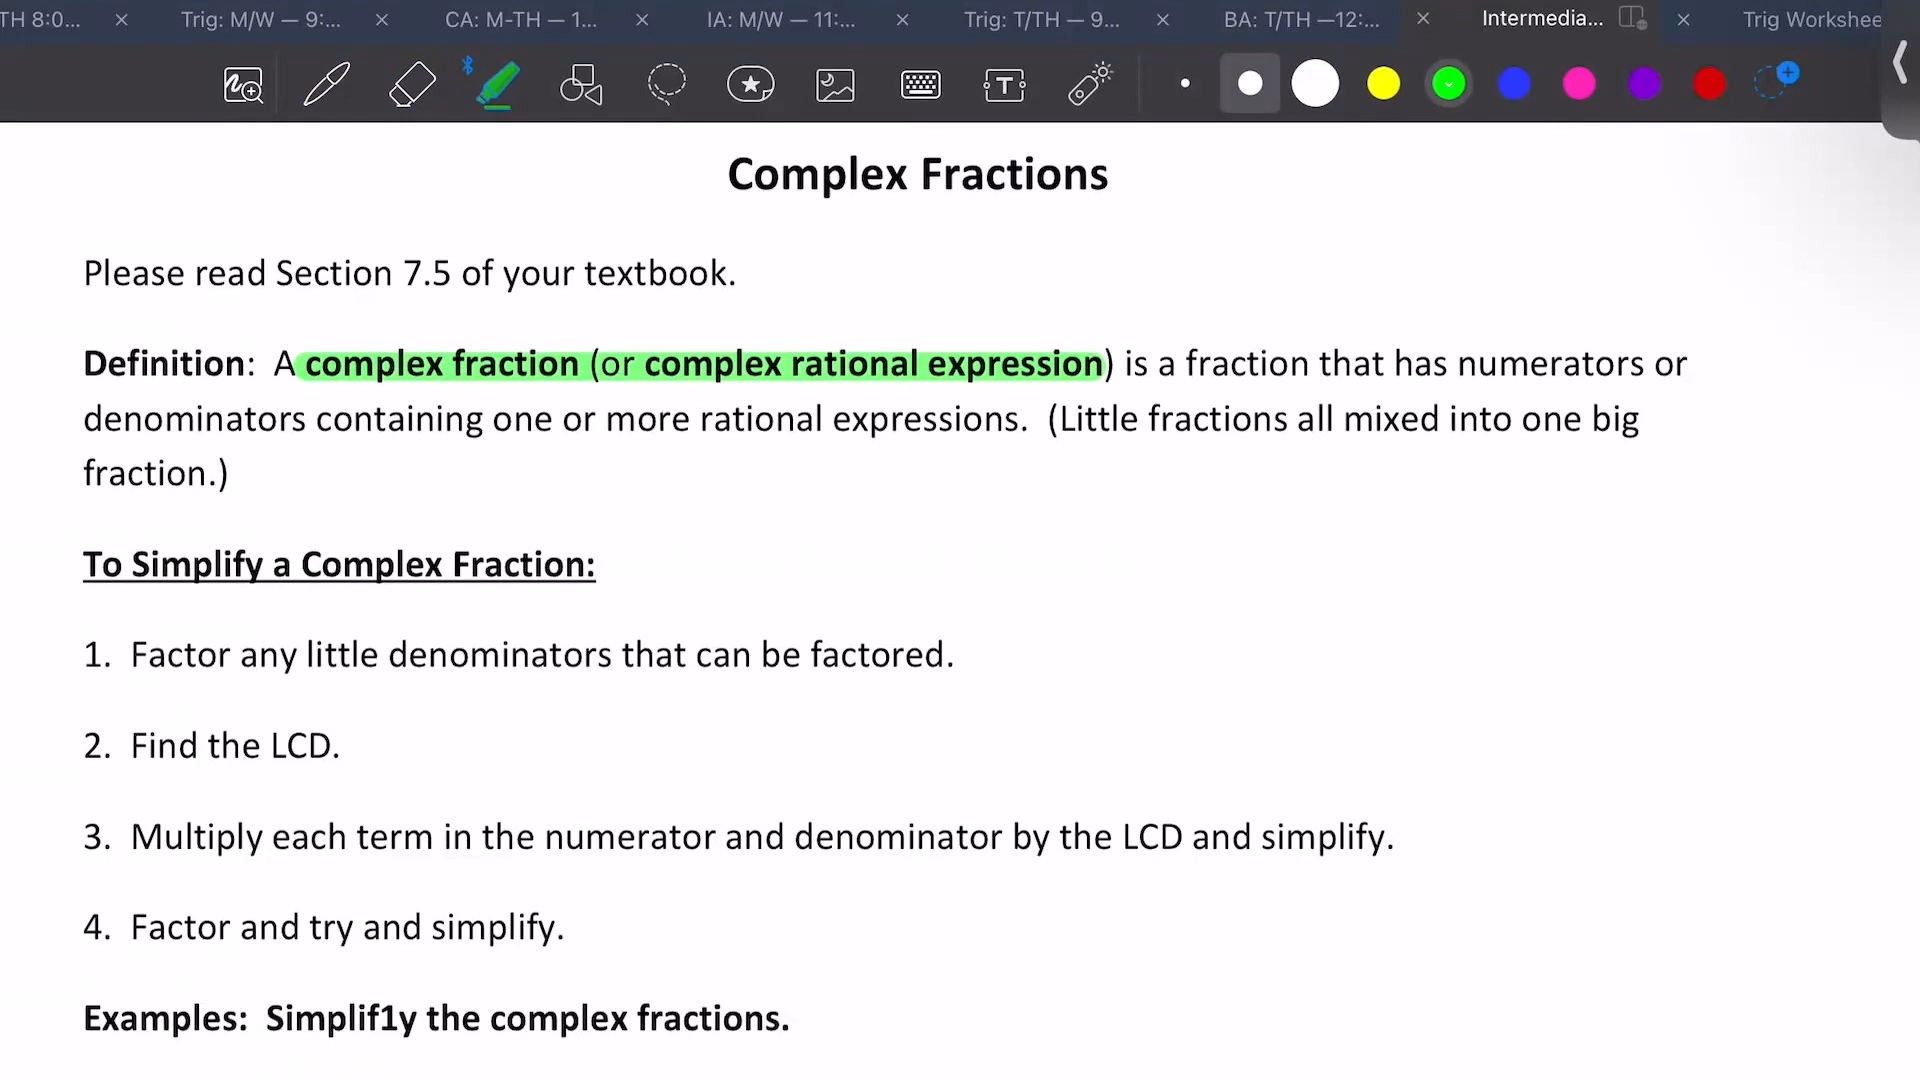 TH 8:0... Trig: M/W — 9:... CA: M-TH — 1... IA: M/W — 11:... Trig: T/TH — 9... BA: T/TH —12:... Intermedia... Trig Workshee
Complex Fractions
Please read Section 7.5 of your textbook.
Definition: A complex fraction (or complex rational expression) is a fraction that has numerators or
denominators containing one or more rational expressions. (Little fractions all mixed into one big
fraction.)
To Simplify a Complex Fraction:
1. Factor any little denominators that can be factored.
2. Find the LCD.
3. Multiply each term in the numerator and denominator by the LCD and simplify.
4. Factor and try and simplify.
Examples: Simplif1y the complex fractions.